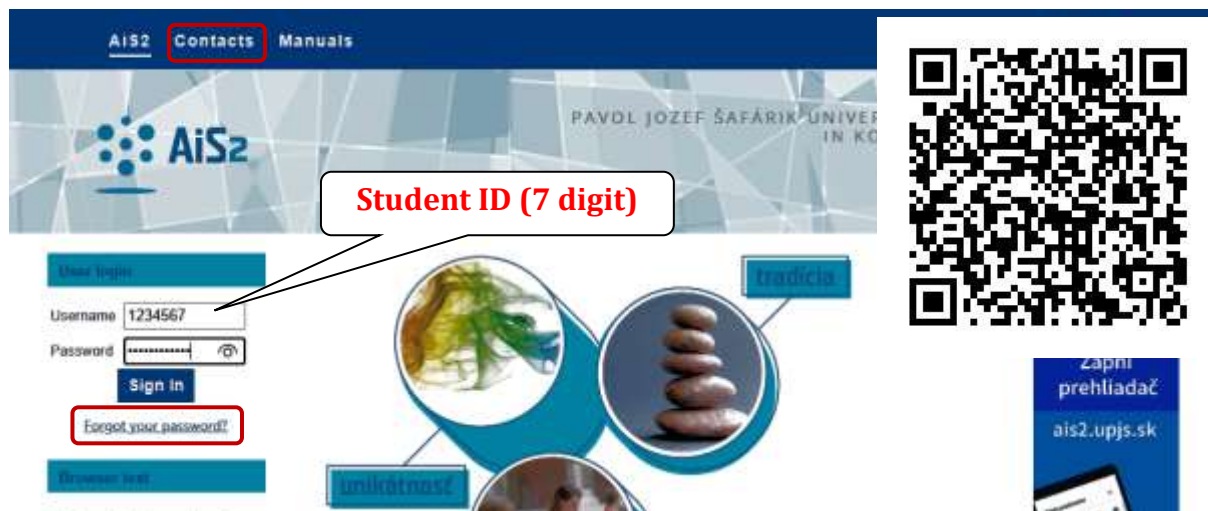 AiS2 Contacts Manuals
PAVOL JOZEF ŠAFÁRIK UNIVER
IN KO
AiS2
Student ID (7 digit)
User login
tradícia
Username 1234567
Password
Sign In
Forgot your password?
Zapni
prehliadač
ais2.upjs.sk
Browser test
unikátnosť